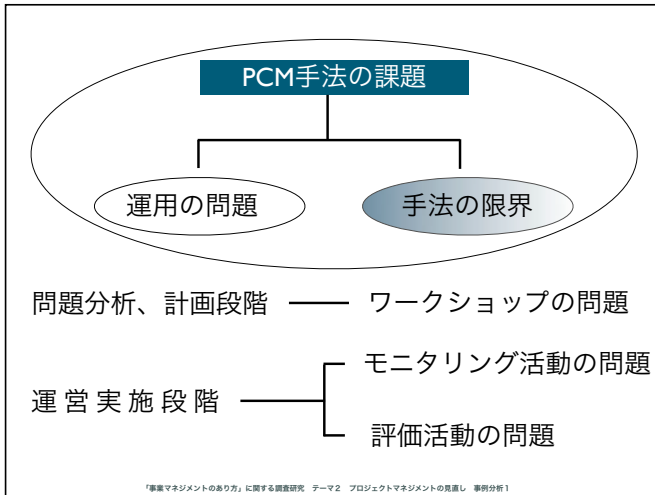 PCM手法の課題
運用の問題
手法の限界
問題分析、計画段階
ワークショップの問題
モニタリング活動の問題
運営実施段階
評価活動の問題
「事業マネジメントのあり方」に関する調査研究 テーマ2 プロジェクトマネジメントの見直し 事例分析1